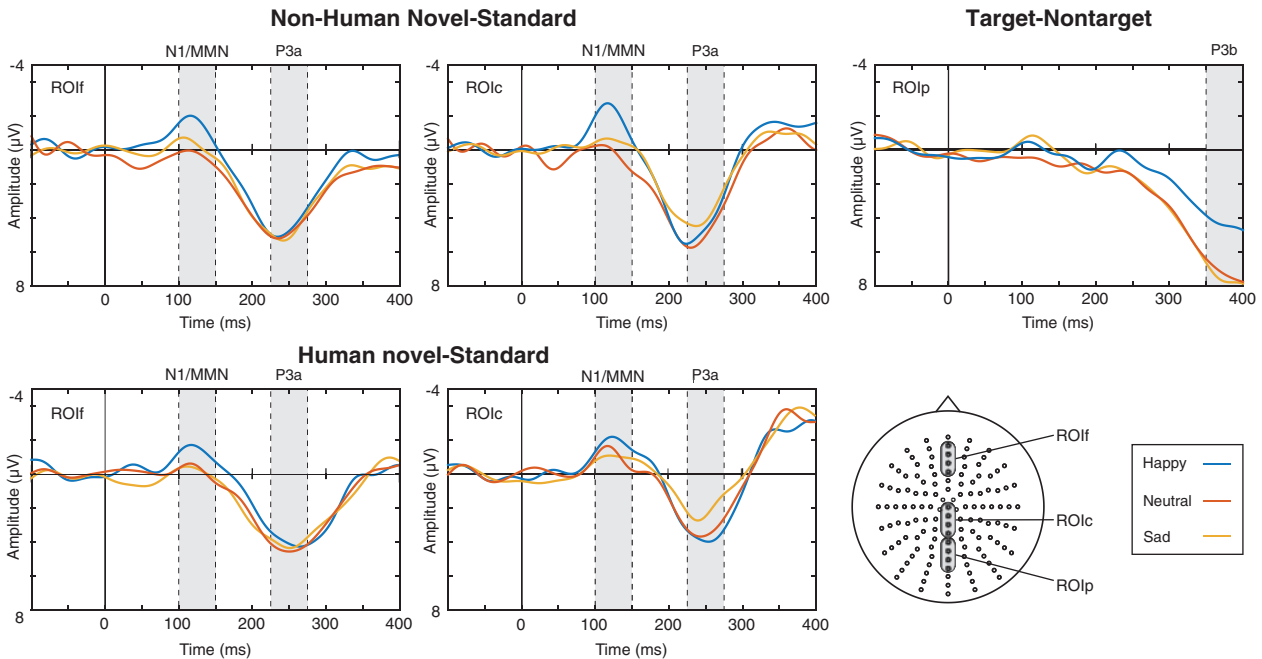 Non-Human Novel-Standard
Target-Nontarget
N1/MMN P3a
N1/MMN P3a
P3b
-4
ROIf
Amplitude (μV)
8
0 100 200 300 400
Time (ms)
-4
ROIc
Amplitude (μV)
8
0 100 200 300 400
Time (ms)
-4
ROIp
Amplitude (μV)
8
0 100 200 300 400
Time (ms)
Human novel-Standard
N1/MMN P3a
N1/MMN P3a
-4
ROIf
Amplitude (μV)
8
0 100 200 300 400
Time (ms)
-4
ROIc
Amplitude (μV)
8
0 100 200 300 400
Time (ms)
ROIf
ROIc
ROIp
Happy
Neutral
Sad